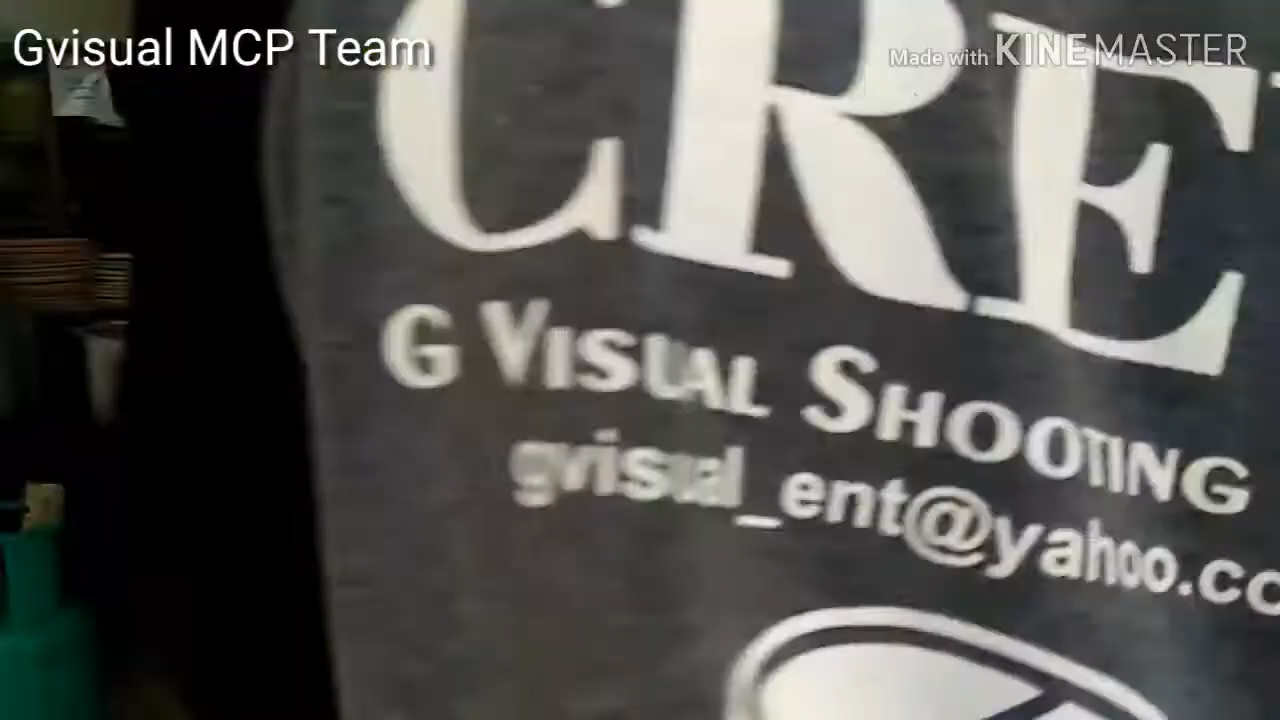 Gvisual MCP Team
Made with KINEMASTER
CRE
G VISUAL SHOOTING
gvisual_ent@yahoo.co